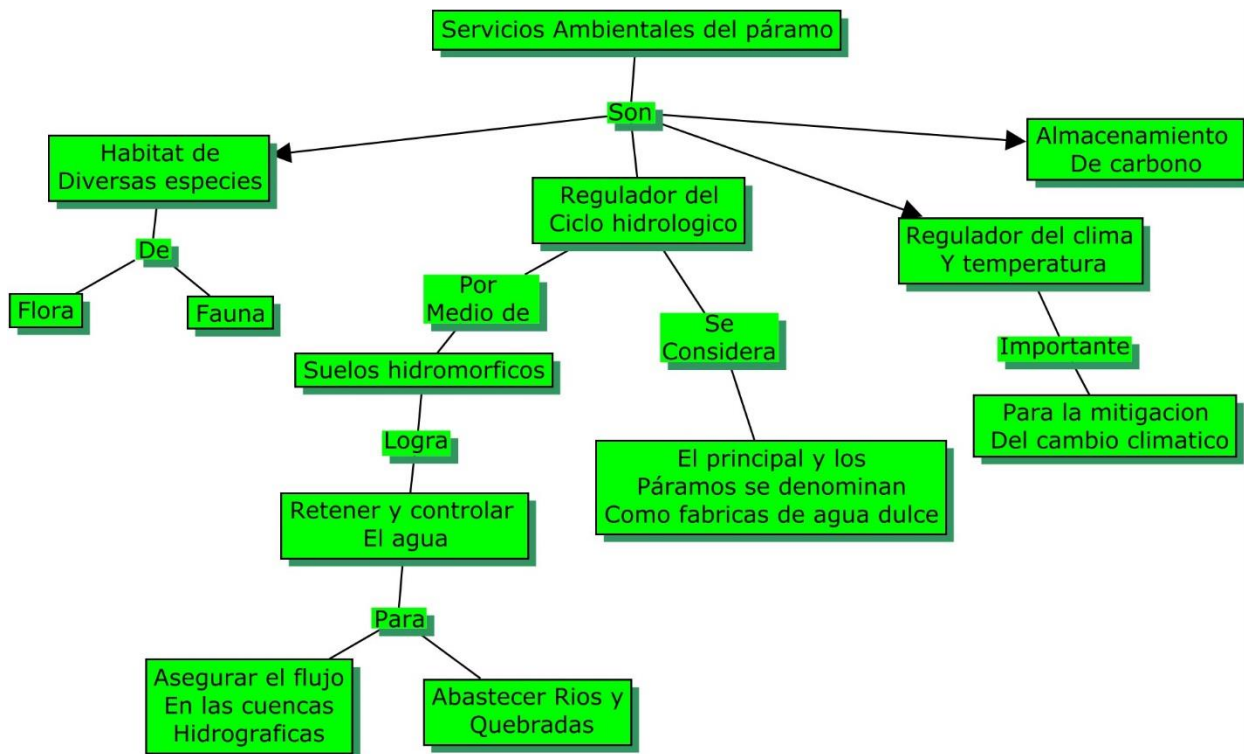 Servicios Ambientales del páramo
Son
Habitat de
Diversas especies
De
Flora
Fauna
Regulador del
Ciclo hidrologico
Por
Medio de
Suelos hidromorficos
Logra
Retener y controlar
El agua
Para
Asegurar el flujo
En las cuencas
Hidrograficas
Abastecer Rios y
Quebradas
Se
Considera
El principal y los
Páramos se denominan
Como fabricas de agua dulce
Regulador del clima
Y temperatura
Importante
Para la mitigacion
Del cambio climatico
Almacenamiento
De carbono